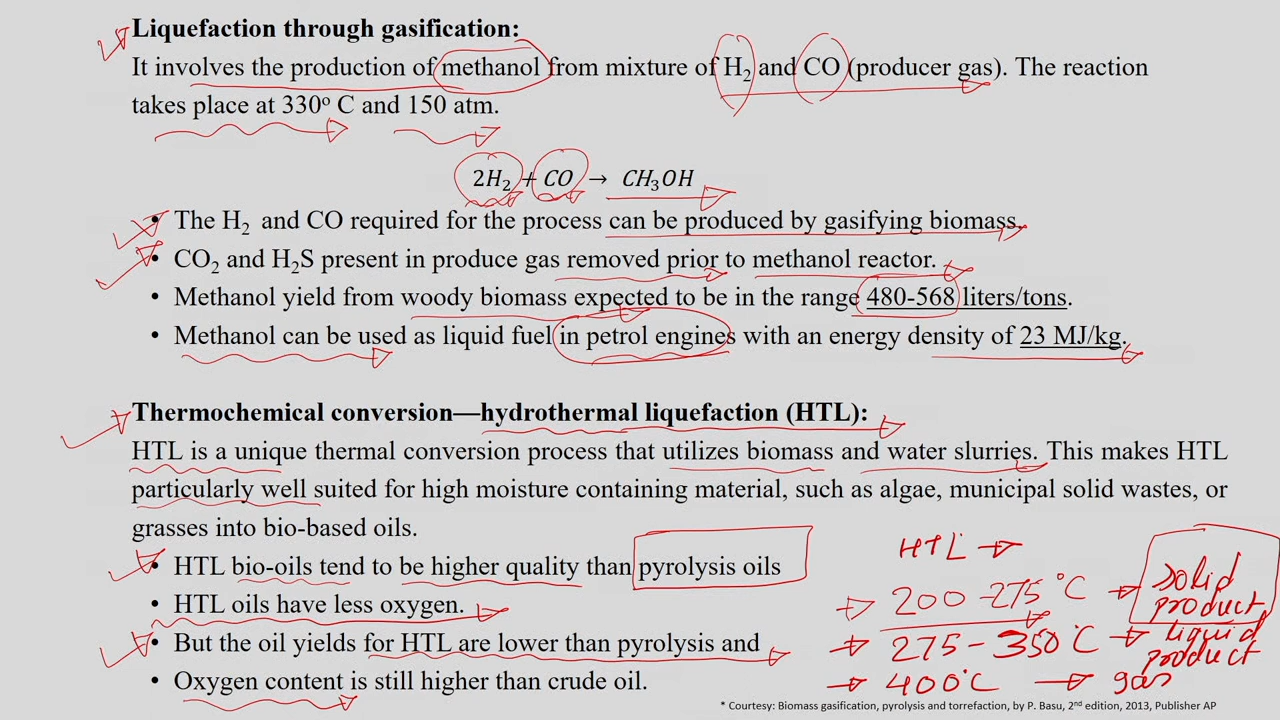 Liquefaction through gasification:
It involves the production of methanol from mixture of H₂ and CO (producer gas). The reaction
takes place at 330º C and 150 atm.
2H₂ + CO → CH₃OH
• The H₂ and CO required for the process can be produced by gasifying biomass.
• CO₂ and H₂S present in produce gas removed prior to methanol reactor.
• Methanol yield from woody biomass expected to be in the range 480-568 liters/tons.
• Methanol can be used as liquid fuel in petrol engines with an energy density of 23 MJ/kg.
Thermochemical conversion—hydrothermal liquefaction (HTL):
HTL is a unique thermal conversion process that utilizes biomass and water slurries. This makes HTL
particularly well suited for high moisture containing material, such as algae, municipal solid wastes, or
grasses into bio-based oils.
• HTL bio-oils tend to be higher quality than pyrolysis oils
• HTL oils have less oxygen.
• But the oil yields for HTL are lower than pyrolysis and
• Oxygen content is still higher than crude oil.
HTL →
→ 200-275°C → solid product
→ 275-350°C → liquid product
→ 400°C → gas
* Courtesy: Biomass gasification, pyrolysis and torrefaction, by P. Basu, 2nd edition, 2013, Publisher AP